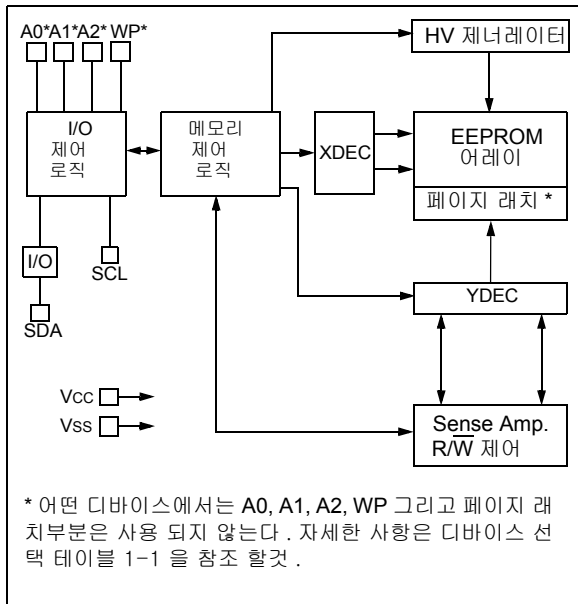 A0*A1*A2* WP*
HV 제너레이터
I/O
제어
로직
메모리
제어
로직
XDEC
EEPROM
어레이
페이지 래치 *
I/O
SCL
SDA
YDEC
Vcc
Vss
Sense Amp.
R/W̅ 제어
* 어떤 디바이스에서는 A0, A1, A2, WP 그리고 페이지 래
치부분은 사용 되지 않는다 . 자세한 사항은 디바이스 선
택 테이블 1-1 을 참조 할것 .